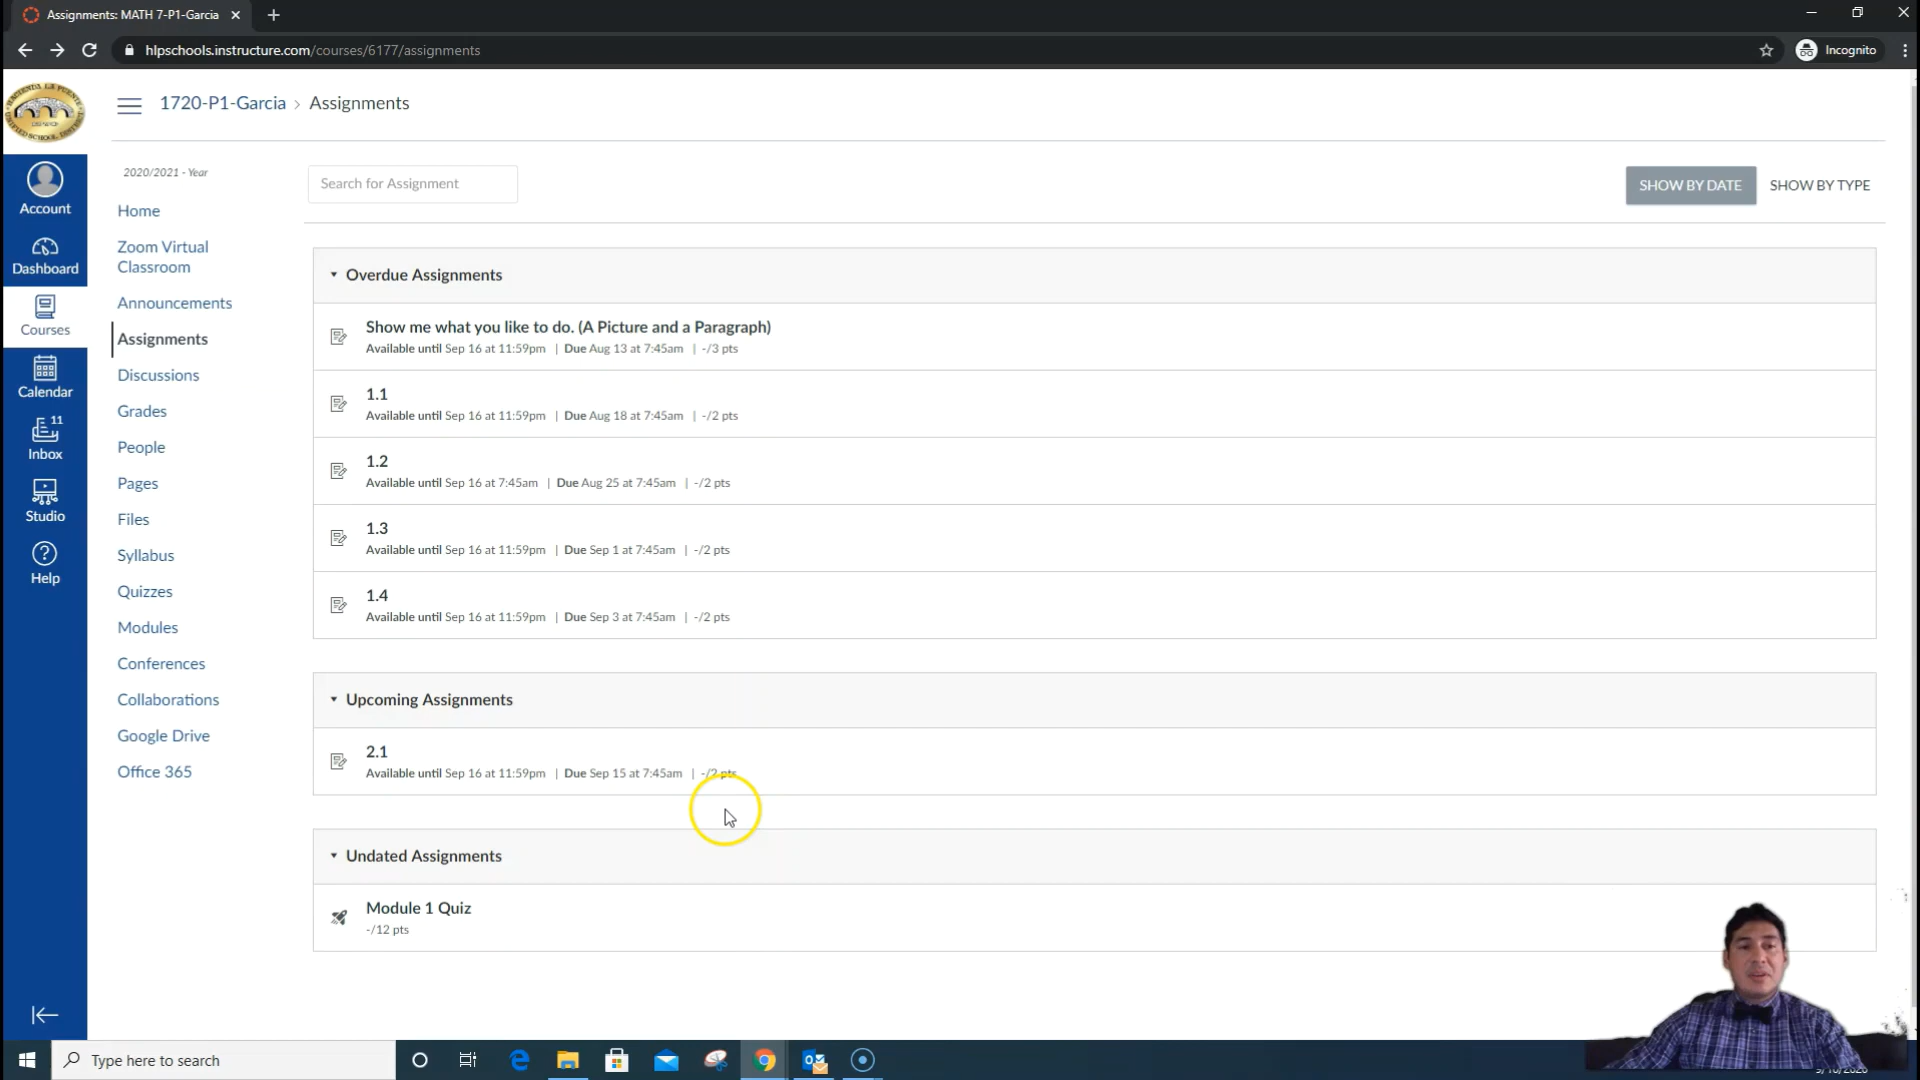 Assignments: MATH 7-P1-Garcia
hlpschools.instructure.com/courses/6177/assignments
Incognito
1720-P1-Garcia › Assignments
2020/2021 - Year
Search for Assignment
SHOW BY DATE
SHOW BY TYPE
Account
Dashboard
Courses
Calendar
11
Inbox
Studio
Help
Home
Zoom Virtual
Classroom
Announcements
Assignments
Discussions
Grades
People
Pages
Files
Syllabus
Quizzes
Modules
Conferences
Collaborations
Google Drive
Office 365
Overdue Assignments
Show me what you like to do. (A Picture and a Paragraph)
Available until Sep 16 at 11:59pm | Due Aug 13 at 7:45am | -/3 pts
1.1
Available until Sep 16 at 11:59pm | Due Aug 18 at 7:45am | -/2 pts
1.2
Available until Sep 16 at 7:45am | Due Aug 25 at 7:45am | -/2 pts
1.3
Available until Sep 16 at 11:59pm | Due Sep 1 at 7:45am | -/2 pts
1.4
Available until Sep 16 at 11:59pm | Due Sep 3 at 7:45am | -/2 pts
Upcoming Assignments
2.1
Available until Sep 16 at 11:59pm | Due Sep 15 at 7:45am | -/2 pts
Undated Assignments
Module 1 Quiz
-/12 pts
Type here to search